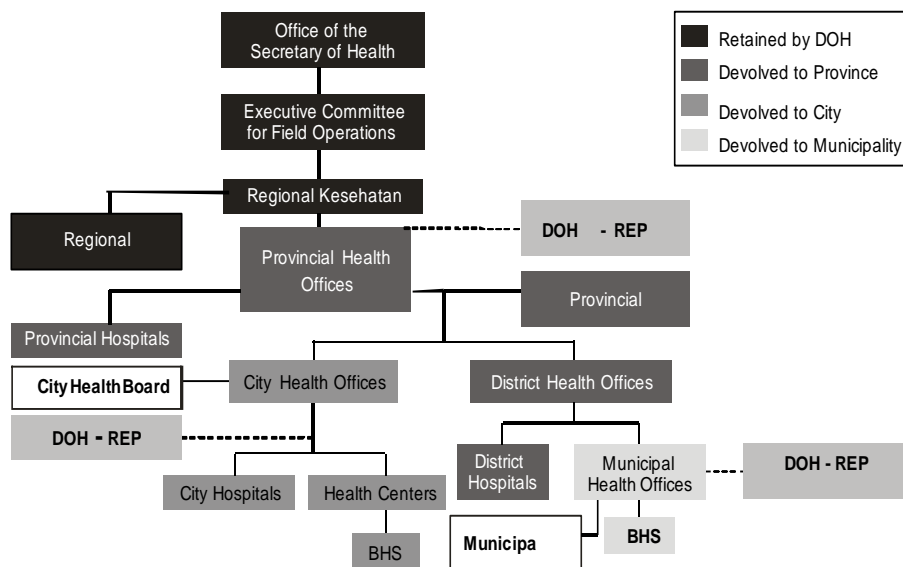 Office of the
Secretary of Health
Executive Committee
for Field Operations
Regional Kesehatan
Regional
Retained by DOH
Devolved to Province
Devolved to City
Devolved to Municipality
DOH - REP
Provincial Health
Offices
Provincial
Provincial Hospitals
City Health Board
City Health Offices
District Health Offices
DOH - REP
City Hospitals
Health Centers
BHS
District
Hospitals
Municipal
Health Offices
DOH - REP
Municipa
BHS